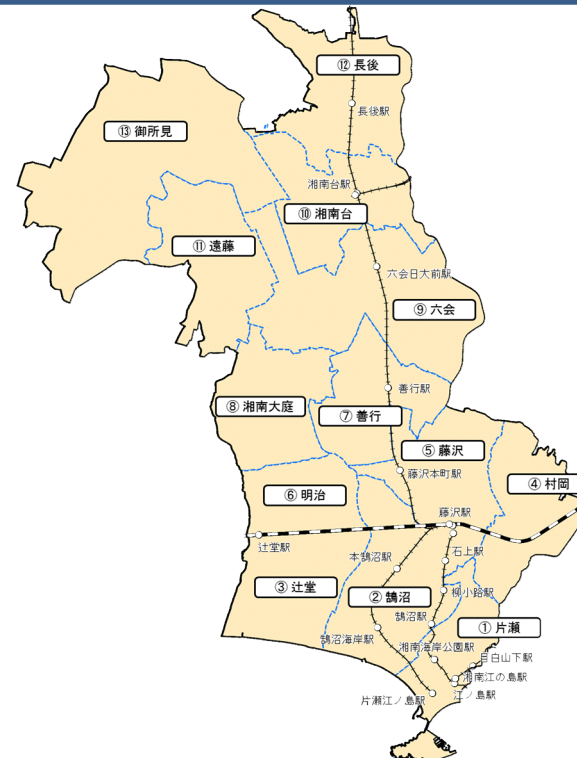 ⑫ 長後
長後駅
⑬ 御所見
湘南台駅
⑩ 湘南台
⑪ 遠藤
六会日大前駅
⑨ 六会
善行駅
⑧ 湘南大庭
⑦ 善行
⑤ 藤沢
藤沢本町駅
④ 村岡
⑥ 明治
藤沢駅
辻堂駅
石上駅
本鵠沼駅
③ 辻堂
② 鵠沼
柳小路駅
鵠沼駅
① 片瀬
鵠沼海岸駅
湘南海岸公園駅
目白山下駅
湘南江の島駅
江ノ島駅
片瀬江ノ島駅